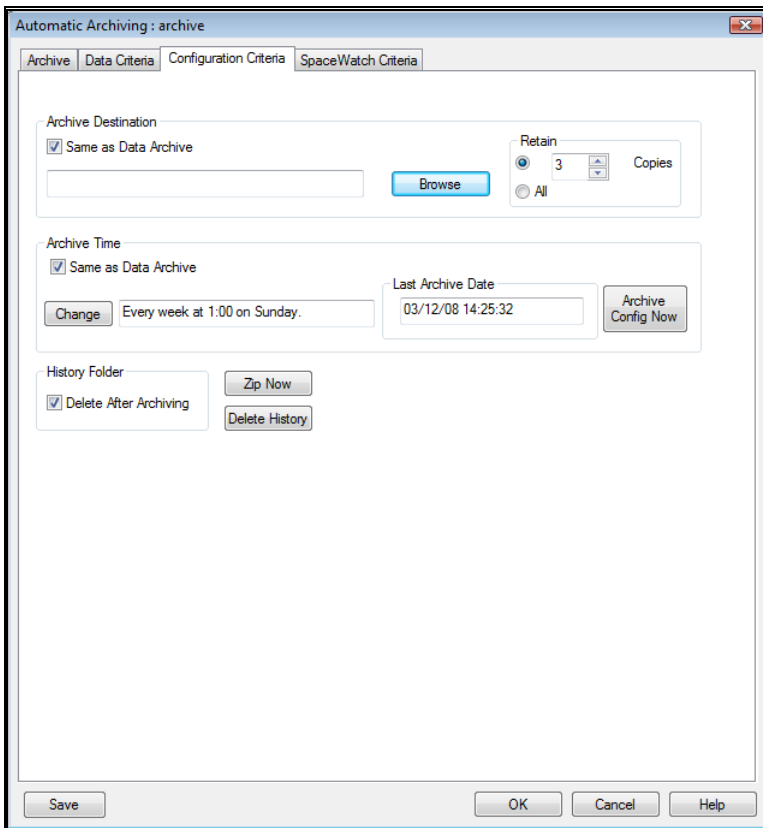 Automatic Archiving : archive
Archive
Data Criteria
Configuration Criteria
SpaceWatch Criteria
Archive Destination
Same as Data Archive
Browse
Retain
3
Copies
All
Archive Time
Same as Data Archive
Change
Every week at 1:00 on Sunday.
Last Archive Date
03/12/08 14:25:32
Archive
Config Now
History Folder
Delete After Archiving
Zip Now
Delete History
Save
OK
Cancel
Help